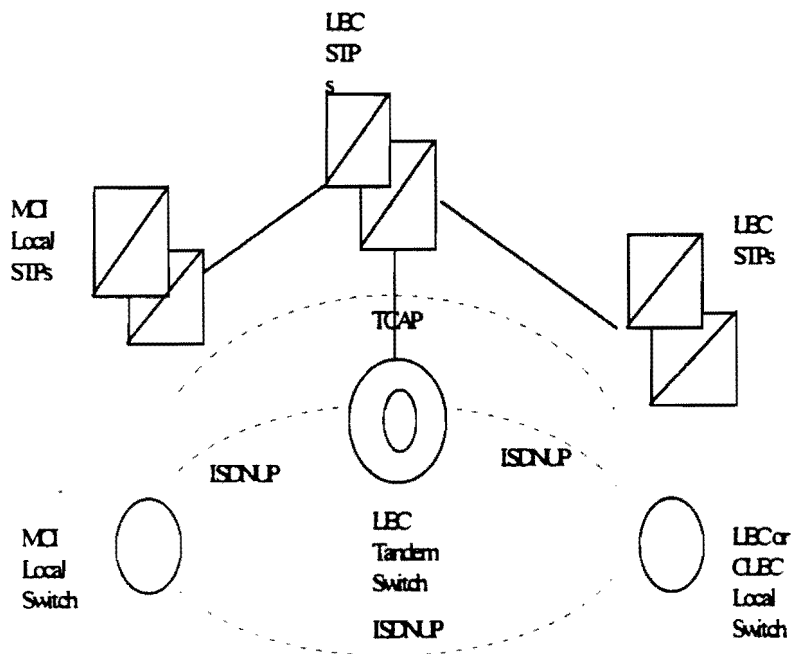 LEC
STP
s
MCI
Local
STPs
LEC
STPs
TCAP
ISDNUP
ISDNUP
MCI
Local
Switch
LEC
Tandem
Switch
LEC or
CLEC
Local
Switch
ISDNUP